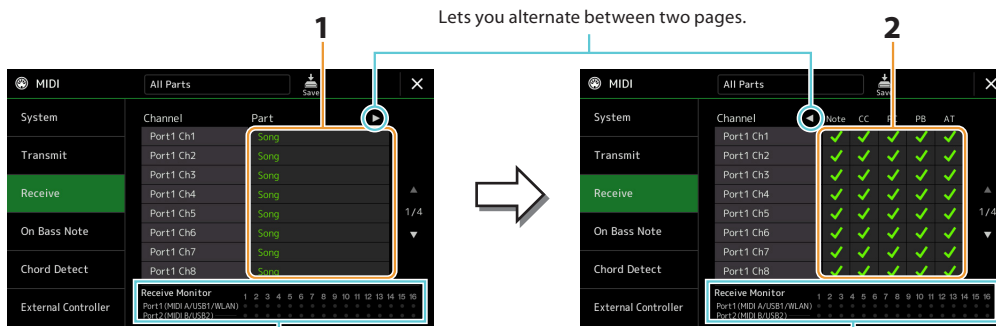 Lets you alternate between two pages.
1
2
MIDI
All Parts
Save
System
Transmit
Receive
On Bass Note
Chord Detect
External Controller
Channel Part
Port1 Ch1 Song
Port1 Ch2 Song
Port1 Ch3 Song
Port1 Ch4 Song
Port1 Ch5 Song
Port1 Ch6 Song
Port1 Ch7 Song
Port1 Ch8 Song
1/4
Receive Monitor 1 2 3 4 5 6 7 8 9 10 11 12 13 14 15 16
Port1(MIDI A/USB1/WLAN)
Port2(MIDI B/USB2)
MIDI
All Parts
Save
System
Transmit
Receive
On Bass Note
Chord Detect
External Controller
Channel Note CC PC PB AT
Port1 Ch1
Port1 Ch2
Port1 Ch3
Port1 Ch4
Port1 Ch5
Port1 Ch6
Port1 Ch7
Port1 Ch8
1/4
Receive Monitor 1 2 3 4 5 6 7 8 9 10 11 12 13 14 15 16
Port1(MIDI A/USB1/WLAN)
Port2(MIDI B/USB2)